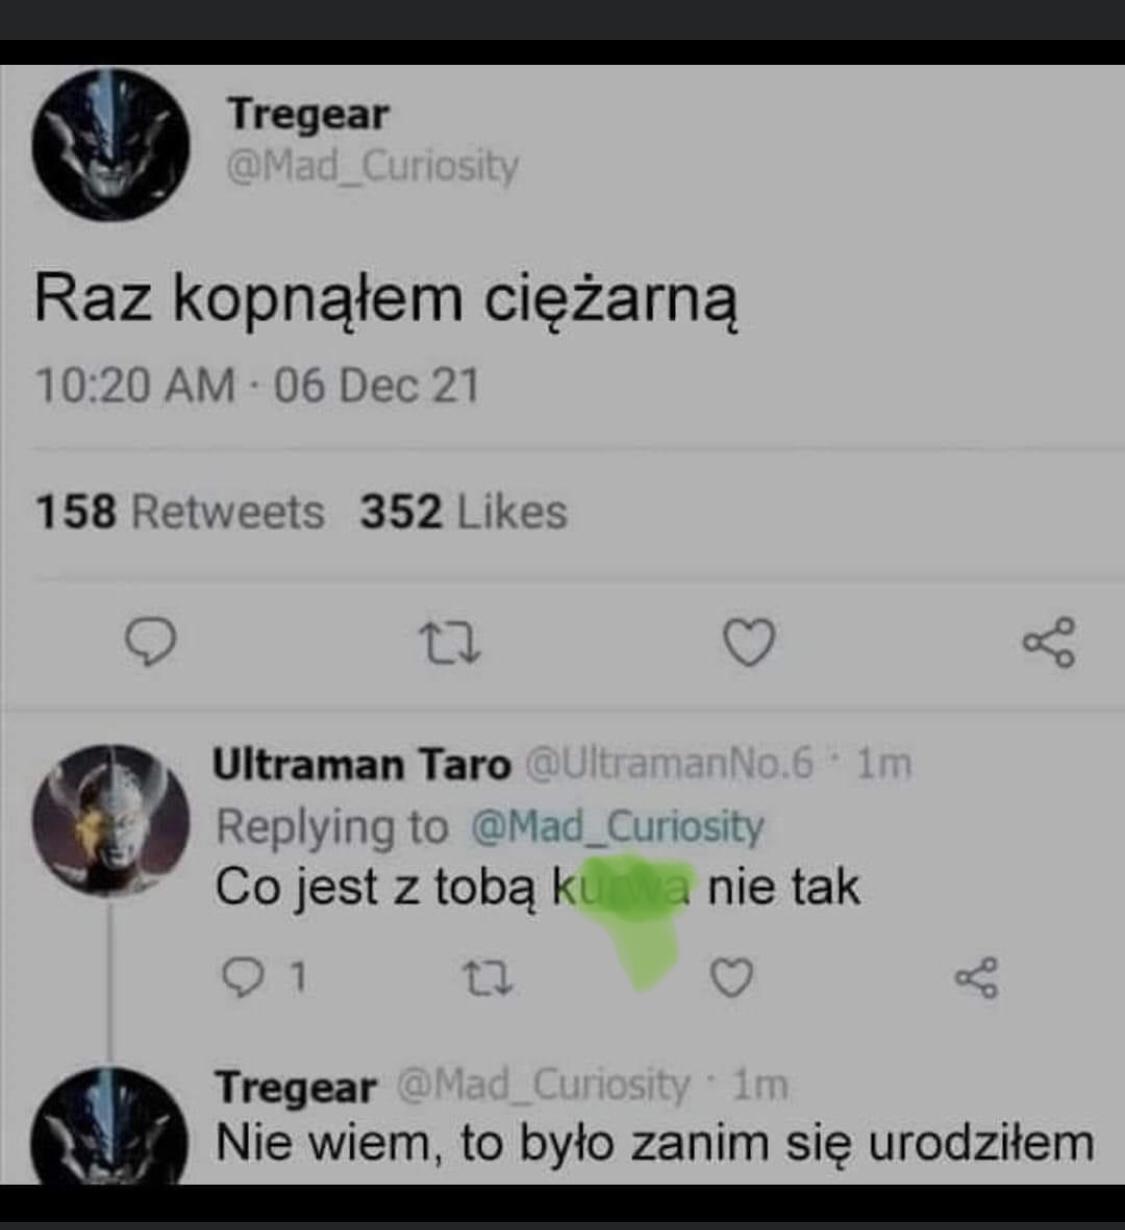 Tregear
@Mad_Curiosity
Raz kopnąłem ciężarną
10:20 AM · 06 Dec 21
158 Retweets 352 Likes
Ultraman Taro @UltramanNo.6 · 1m
Replying to @Mad_Curiosity
Co jest z tobą kurwa nie tak
1
Tregear @Mad_Curiosity · 1m
Nie wiem, to było zanim się urodziłem